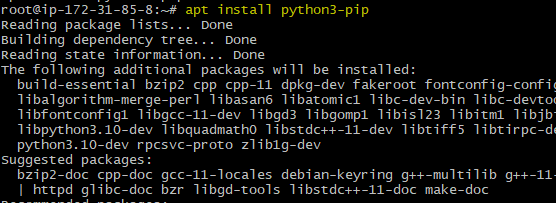 root@ip-172-31-85-8:~# apt install python3-pip
Reading package lists... Done
Building dependency tree... Done
Reading state information... Done
The following additional packages will be installed:
build-essential bzip2 cpp cpp-11 dpkg-dev fakeroot fontconfig-config
libalgorithm-merge-perl libasan6 libatomic1 libc-dev-bin libc-devtoo
libfontconfig1 libgcc-11-dev libgd3 libgomp1 libisl23 libitm1 libjbi
libpython3.10-dev libquadmath0 libstdc++-11-dev libtiff5 libtirpc-de
python3.10-dev rpcsvc-proto zlib1g-dev
Suggested packages:
bzip2-doc cpp-doc gcc-11-locales debian-keyring g++-multilib g++-11-
| httpd glibc-doc bzr libgd-tools libstdc++-11-doc make-doc
Recommended packages: